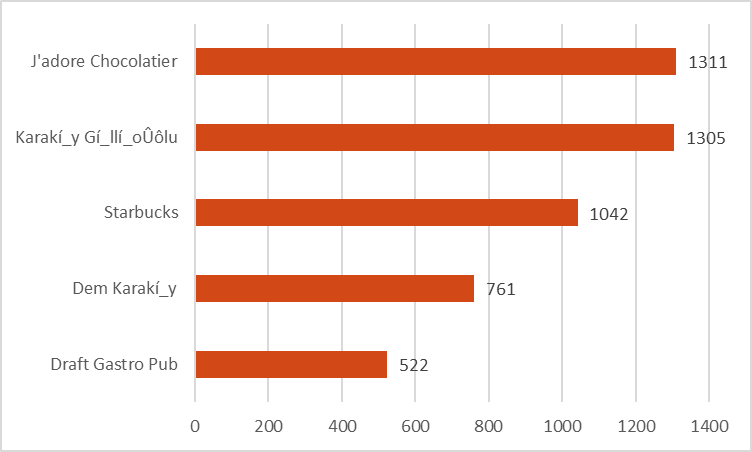 J'adore Chocolatier
1311
Karakí_y Gí_llí_oÛôlu
1305
Starbucks
1042
Dem Karakí_y
761
Draft Gastro Pub
522
0 200 400 600 800 1000 1200 1400